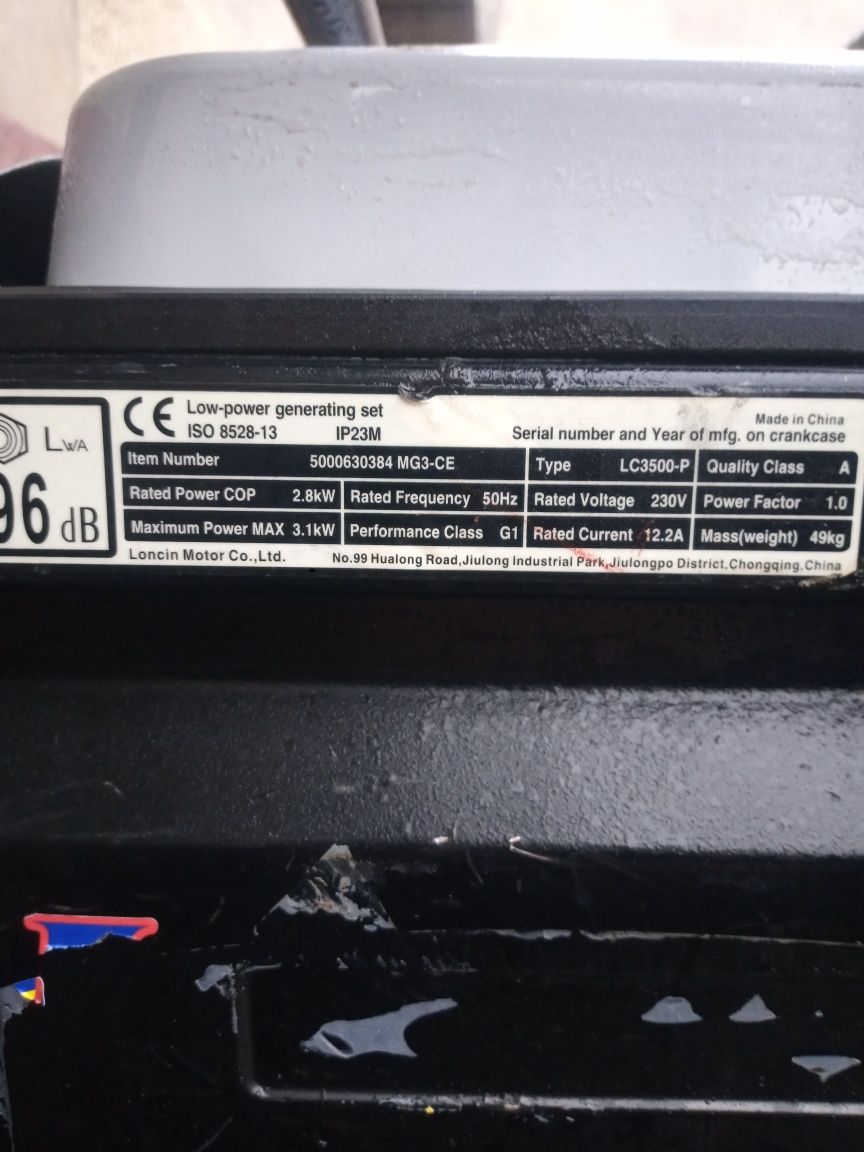 LWA
96 dB
CE Low-power generating set
ISO 8528-13 IP23M
Made in China
Serial number and Year of mfg. on crankcase
Item Number 5000630384 MG3-CE Type LC3500-P Quality Class A
Rated Power COP 2.8kW Rated Frequency 50Hz Rated Voltage 230V Power Factor 1.0
Maximum Power MAX 3.1kW Performance Class G1 Rated Current 12.2A Mass(weight) 49kg
Loncin Motor Co.,Ltd. No.99 Hualong Road,Jiulong Industrial Park,Jiulongpo District,Chongqing,China